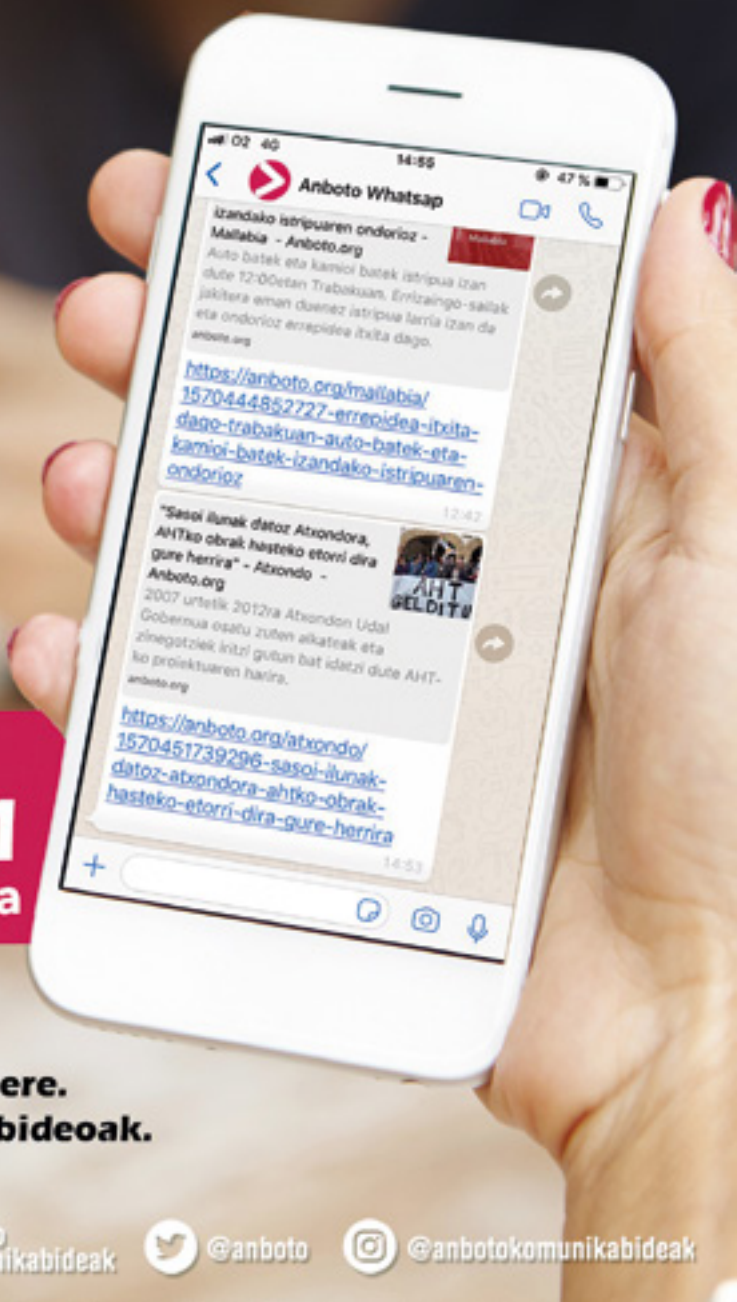 O2 4G 14:55 47%
Anboto Whatsap
izandako istripuaren ondorioz -
Mallabia - Anboto.org
Mallabia
Auto batek eta kamioi batek istripua izan
dute 12:00etan Trabakuan. Errizaingo-sailak
jakitera eman duenez istripua larria izan da
eta ondorioz errepidea itxita dago.
anboto.org
https://anboto.org/mallabia/
1570444852727-errepidea-itxita-
dago-trabakuan-auto-batek-eta-
kamioi-batek-izandako-istripuaren-
ondorioz
12:42
"Sasoi ilunak datoz Atxondora,
AHTko obrak hasteko etorri dira
gure herrira" - Atxondo -
Anboto.org
AHT
GELDITU
2007 urtetik 2012ra Atxondon Udal
Gobernua osatu zuten alkateak eta
zinegotziek iritzi gutun bat idatzi dute AHT-
ko proiektuaren harira.
anboto.org
https://anboto.org/atxondo/
1570451739296-sasoi-ilunak-
datoz-atxondora-ahtko-obrak-
hasteko-etorri-dira-gure-herrira
14:53
a
ere.
bideoak.
ikabideak @anboto @anbotokomunikabideak